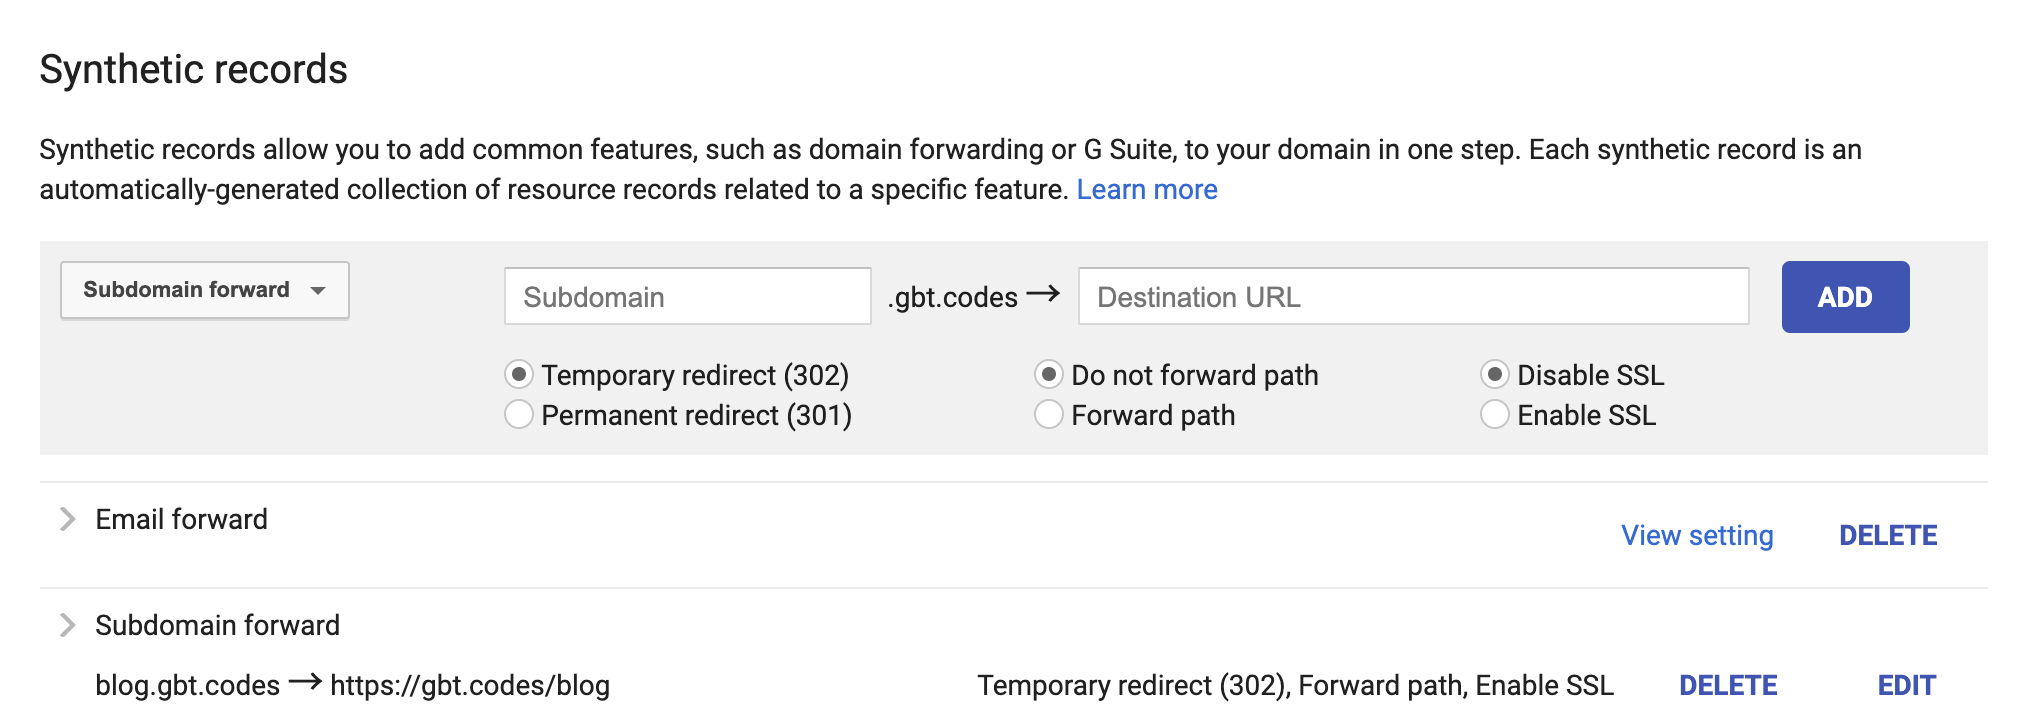 Synthetic records
Synthetic records allow you to add common features, such as domain forwarding or G Suite, to your domain in one step. Each synthetic record is an
automatically-generated collection of resource records related to a specific feature. Learn more
Subdomain forward
Subdomain .gbt.codes → Destination URL ADD
Temporary redirect (302) Do not forward path Disable SSL
Permanent redirect (301) Forward path Enable SSL
Email forward
View setting DELETE
Subdomain forward
blog.gbt.codes → https://gbt.codes/blog Temporary redirect (302), Forward path, Enable SSL DELETE EDIT